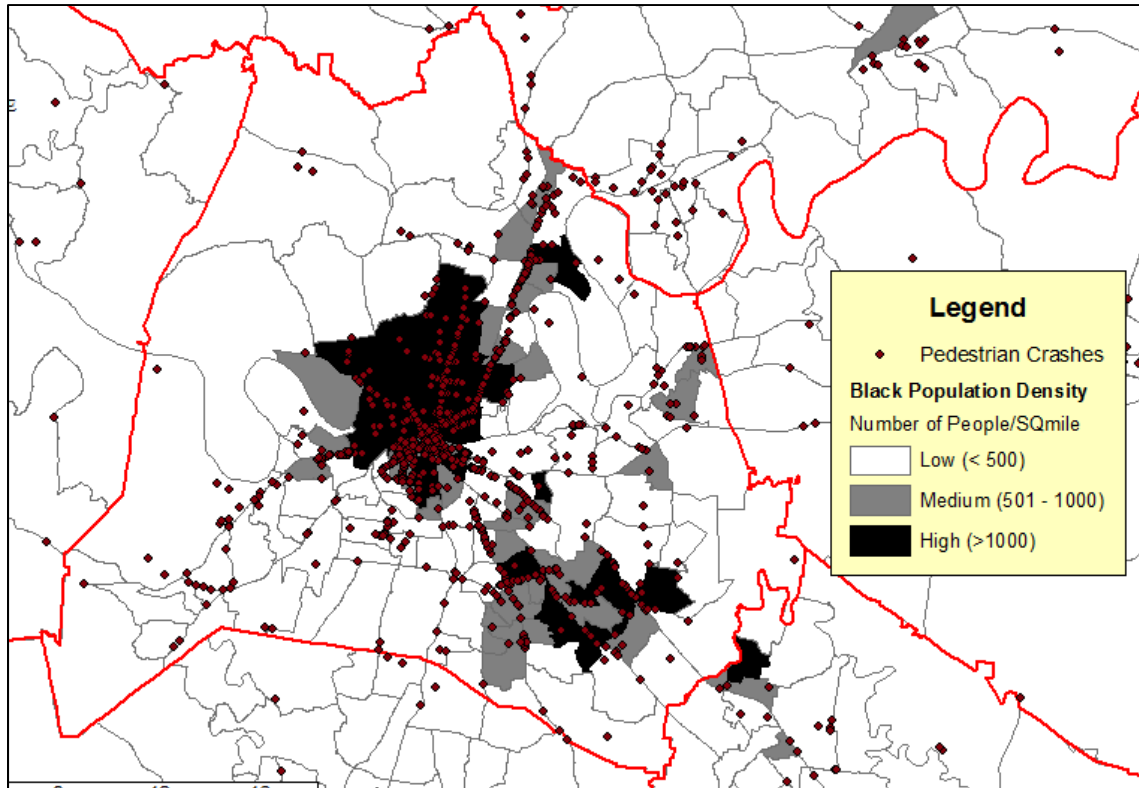 Legend
Pedestrian Crashes
Black Population Density
Number of People/SQmile
Low (< 500)
Medium (501 - 1000)
High (>1000)